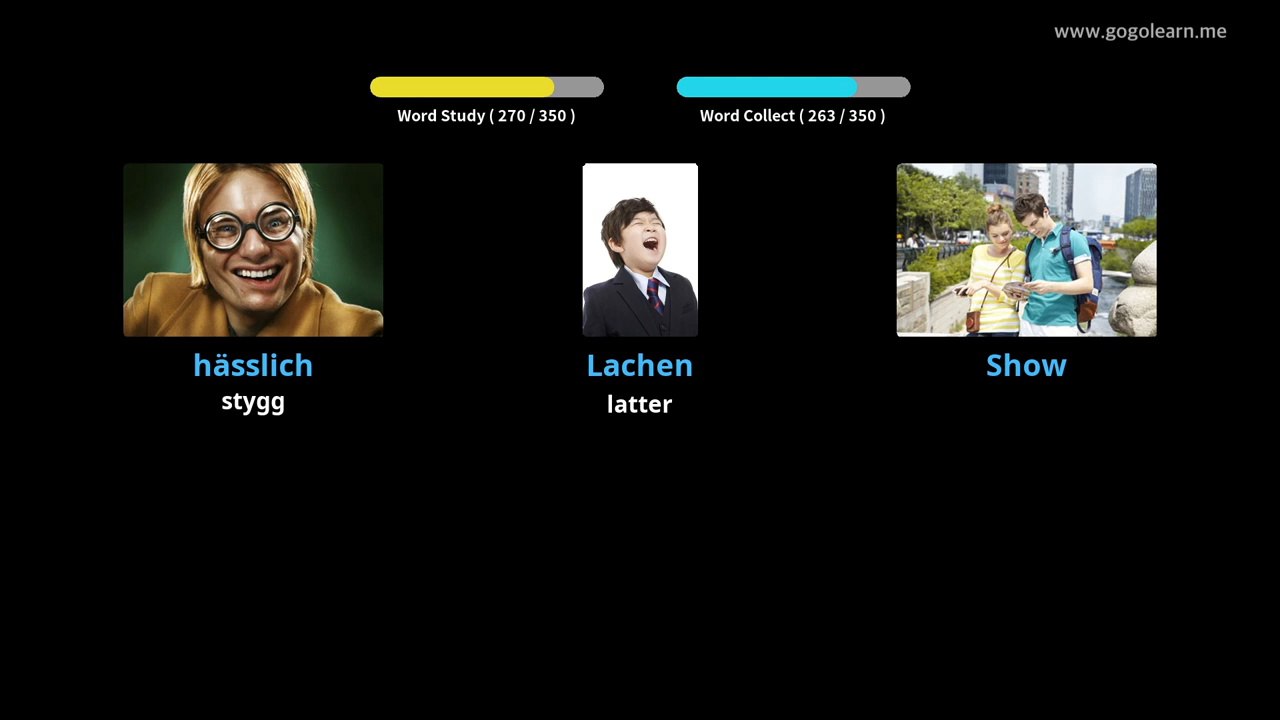 www.gogolearn.me
Word Study ( 270 / 350 )
Word Collect ( 263 / 350 )
hässlich
stygg
Lachen
latter
Show